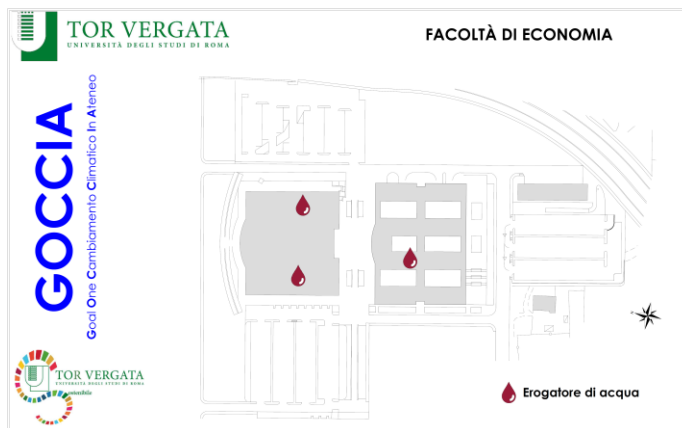 TOR VERGATA
UNIVERSITÀ DEGLI STUDI DI ROMA
FACOLTÀ DI ECONOMIA
GOCCIA
Goal One Cambiamento Climatico In Ateneo
TOR VERGATA
UNIVERSITÀ DEGLI STUDI DI ROMA
sostenibile
Erogatore di acqua